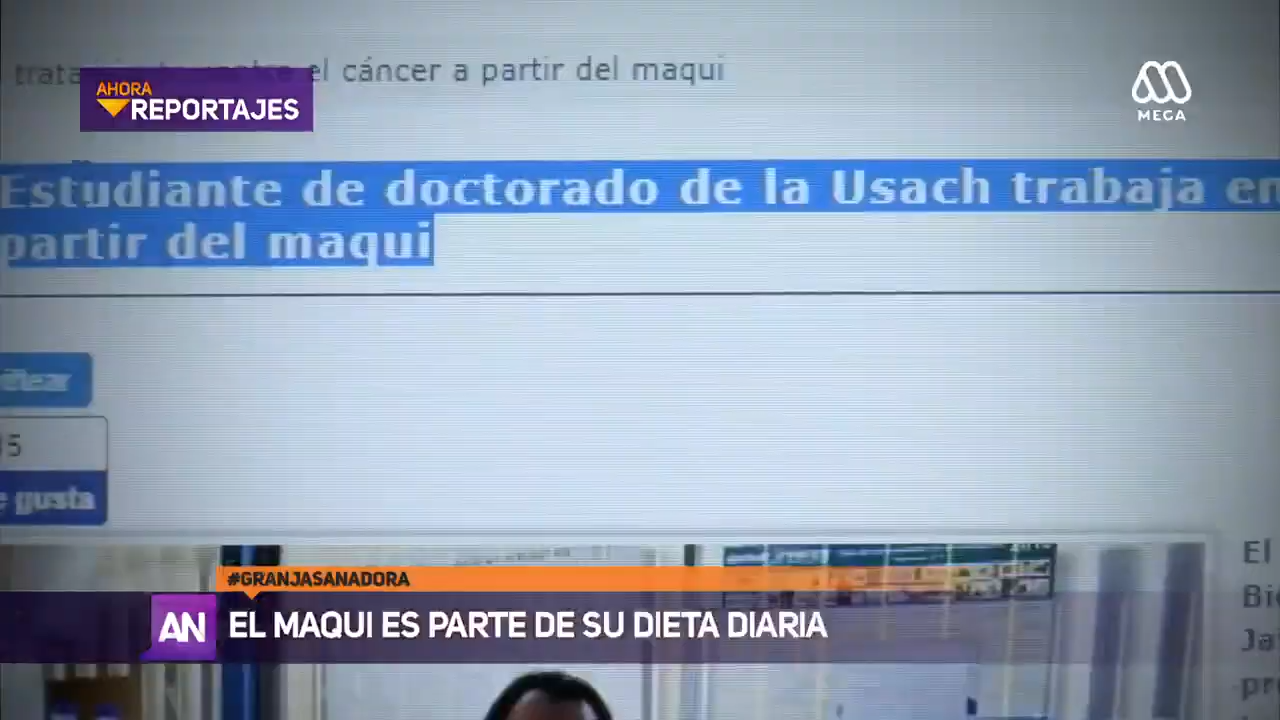 el cáncer a partir del maqui
AHORA
REPORTAJES
MEGA
Estudiante de doctorado de la Usach trabaja en
partir del maqui
15
gusta
El
#GRANJASANADORA
AN
EL MAQUI ES PARTE DE SU DIETA DIARIA